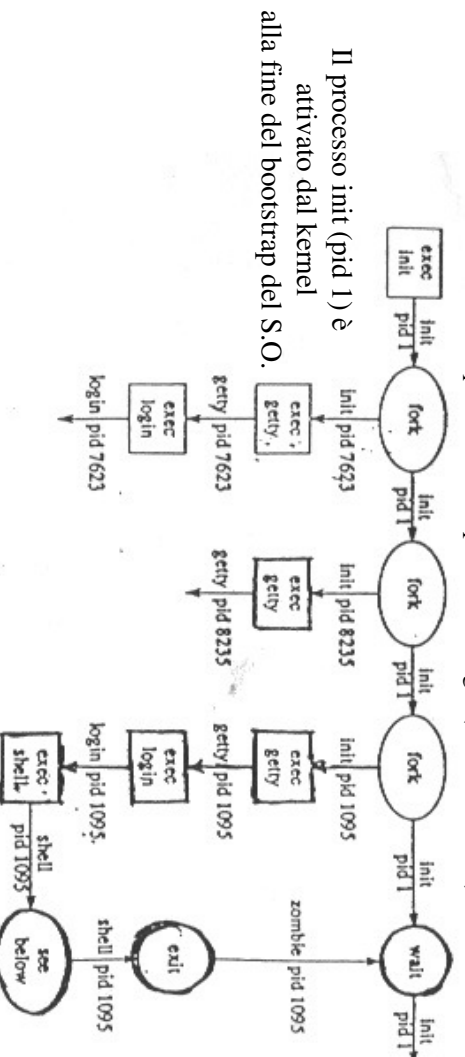 Il processo init (pid 1) è
attivato dal kernel
alla fine del bootstrap del S.O.
exec
init
init
pid 1
fork
init
pid 1
fork
init
pid 1
fork
init
pid 1
wait
init
pid 1
init pid 7623
exec
getty
getty pid 7623
exec
login
login pid 7623
init pid 8235
exec
getty
getty pid 8235
init pid 1095
exec
getty
getty pid 1095
exec
login
login pid 1095.
exec
shell
shell
pid 1095
see
below
shell pid 1095
exit
zombie pid 1095